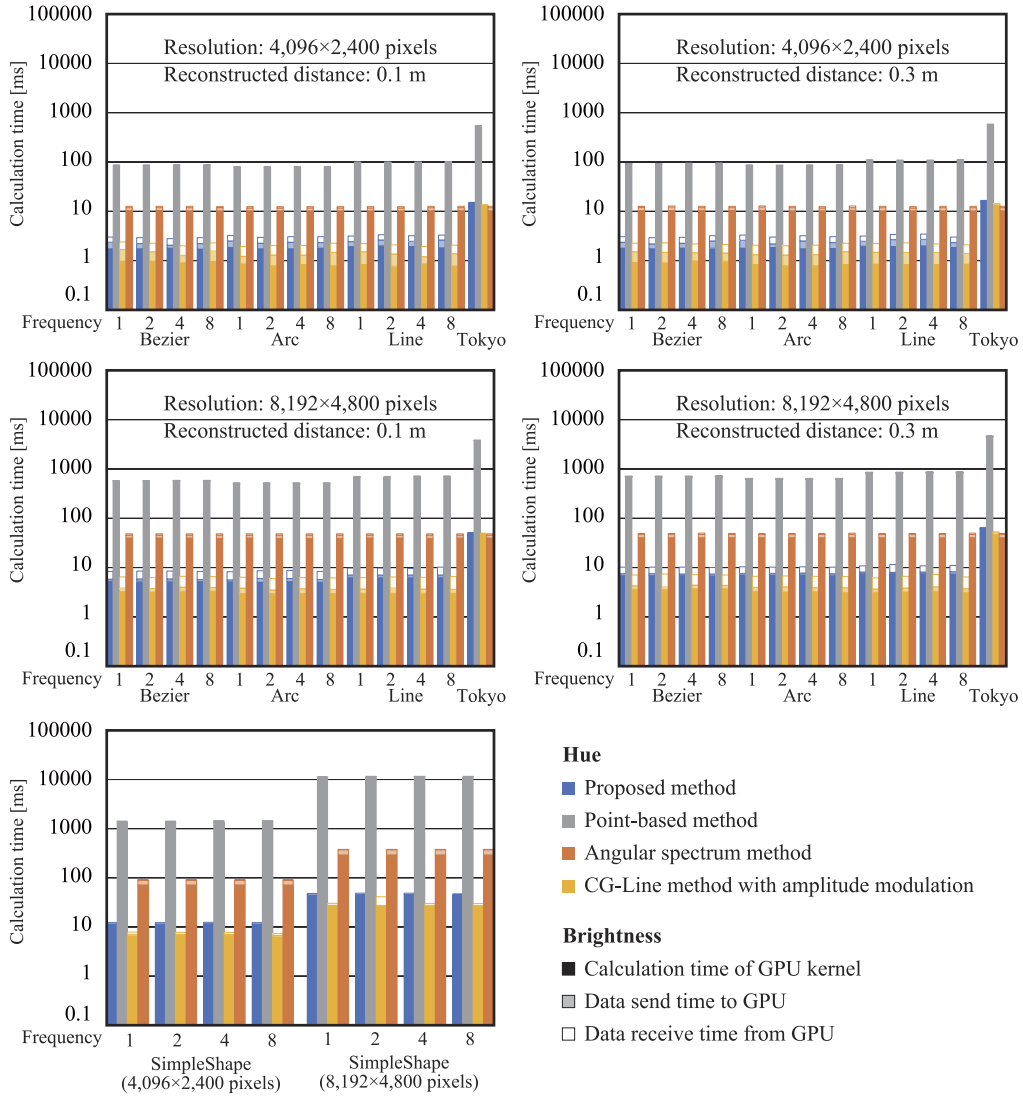 100000
10000
1000
100
10
1
0.1
Calculation time [ms]
Resolution: 4,096×2,400 pixels
Reconstructed distance: 0.1 m
Frequency 1 2 4 8 1 2 4 8 1 2 4 8
Bezier Arc Line Tokyo
100000
10000
1000
100
10
1
0.1
Calculation time [ms]
Resolution: 4,096×2,400 pixels
Reconstructed distance: 0.3 m
Frequency 1 2 4 8 1 2 4 8 1 2 4 8
Bezier Arc Line Tokyo
100000
10000
1000
100
10
1
0.1
Calculation time [ms]
Resolution: 8,192×4,800 pixels
Reconstructed distance: 0.1 m
Frequency 1 2 4 8 1 2 4 8 1 2 4 8
Bezier Arc Line Tokyo
100000
10000
1000
100
10
1
0.1
Calculation time [ms]
Resolution: 8,192×4,800 pixels
Reconstructed distance: 0.3 m
Frequency 1 2 4 8 1 2 4 8 1 2 4 8
Bezier Arc Line Tokyo
100000
10000
1000
100
10
1
0.1
Calculation time [ms]
Frequency 1 2 4 8 1 2 4 8
SimpleShape
(4,096×2,400 pixels)
SimpleShape
(8,192×4,800 pixels)
Hue
Proposed method
Point-based method
Angular spectrum method
CG-Line method with amplitude modulation
Brightness
Calculation time of GPU kernel
Data send time to GPU
Data receive time from GPU